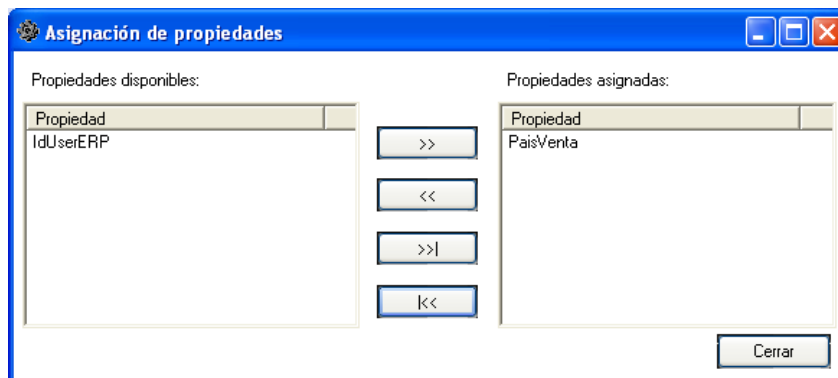 Asignación de propiedades
Propiedades disponibles:
Propiedad
IdUserERP
>>
<<
>>|
|<<
Propiedades asignadas:
Propiedad
PaisVenta
Cerrar